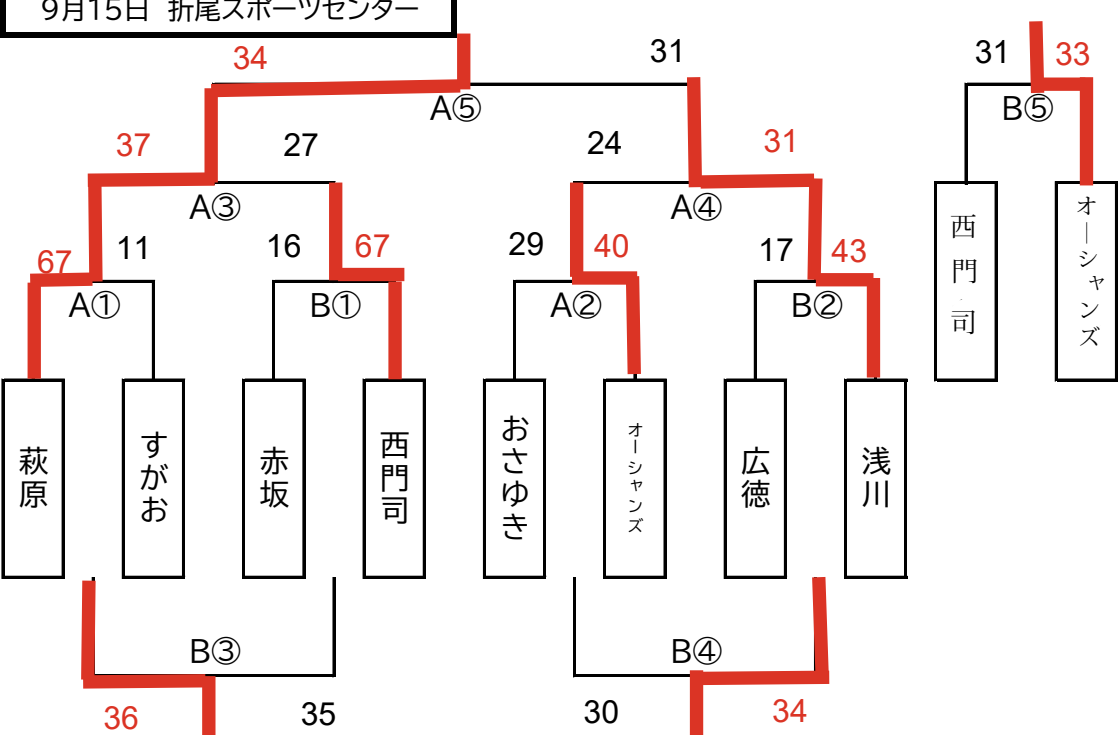 9月15日 折尾スポーツセンター
34
31
31
33
A⑤
B⑤
37
27
24
31
A③
A④
67
11
16
67
29
40
17
43
A①
B①
A②
B②
西門司
オーシャンズ
萩原
すがお
赤坂
西門司
おさゆき
オーシャンズ
広徳
浅川
B③
B④
36
35
30
34